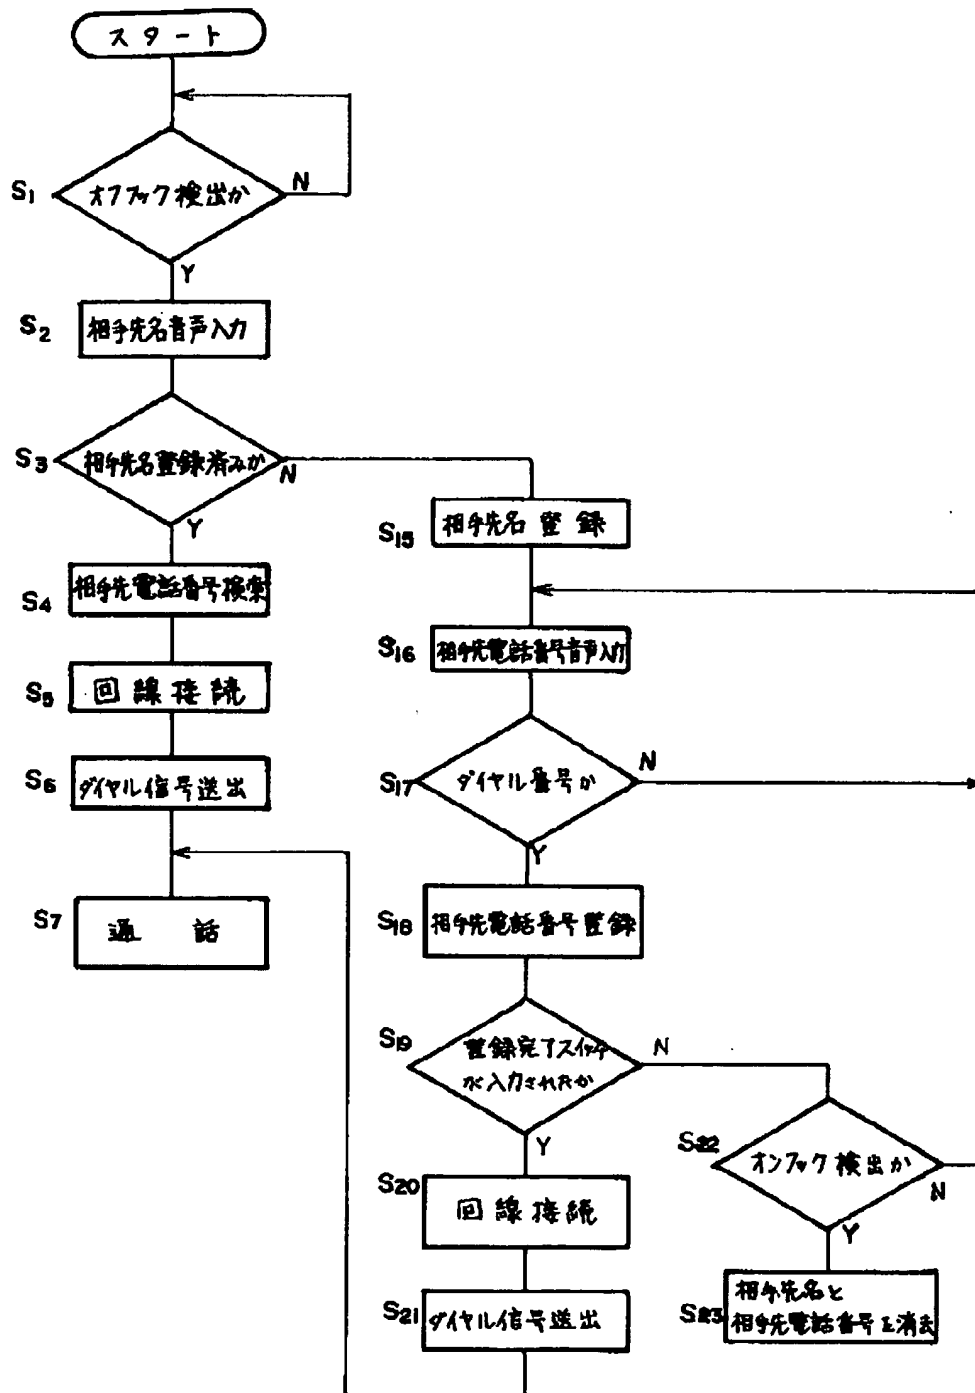 スタート
S1
オフフック検出か
N
Y
S2
相手先名音声入力
S3
相手先名登録済みか
N
Y
S4
相手先電話番号検索
S5
回線接続
S6
ダイヤル信号送出
S7
通話
S15
相手先名登録
S16
相手先電話番号音声入力
S17
ダイヤル番号か
N
Y
S18
相手先電話番号登録
S19
登録完了スイッチ
が入力されたか
N
Y
S20
回線接続
S21
ダイヤル信号送出
S22
オンフック検出か
N
Y
S23
相手先名と
相手先電話番号を消去